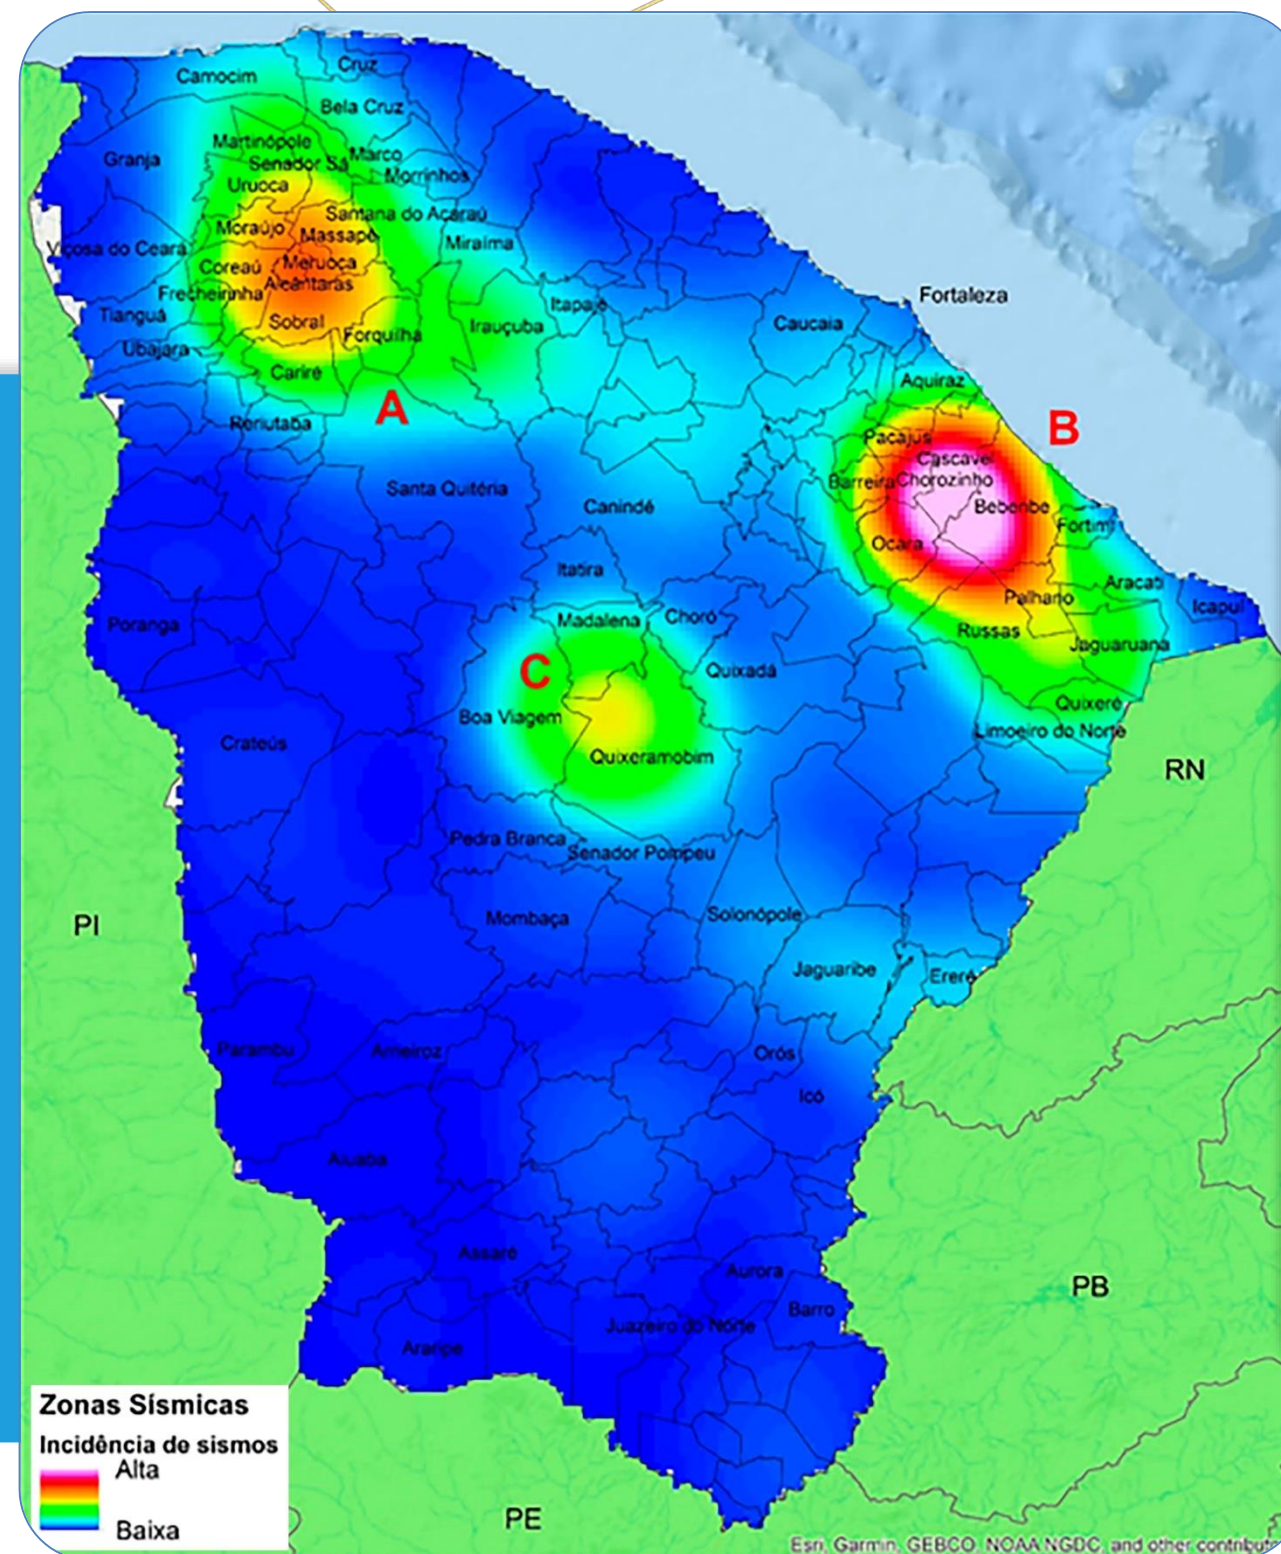 Camocim
Cruz
Bela Cruz
Martinópole
Marco
Granja
Senador Sá
Morrinhos
Uruoca
Santana do Acaraú
Moraújo
Massapê
Viçosa do Ceará
Miraíma
Meruoca
Coreaú
Alcântaras
Frecheirinha
Fortaleza
Itapajé
Tianguá
Sobral
Caucaia
Irauçuba
Forquilha
Ubajara
Cariré
Aquiraz
A
Reriutaba
B
Pacajus
Cascavel
Barreira
Chorozinho
Santa Quitéria
Canindé
Beberibe
Fortim
Ocara
Itatira
Aracati
Palhano
Icapuí
Poranga
Madalena
Choró
Russas
Jaguaruana
C
Quixadá
Quixeré
Boa Viagem
Limoeiro do Norte
Crateús
Quixeramobim
RN
Pedra Branca
Senador Pompeu
Mombaça
Solonópole
PI
Jaguaribe
Ereré
Parambu
Arneiroz
Orós
Icó
Aiuaba
Assaré
Aurora
PB
Barro
Juazeiro do Norte
Araripe
Zonas Sísmicas
Incidência de sismos
Alta
Baixa
PE
Esri, Garmin, GEBCO, NOAA NGDC, and other contribut